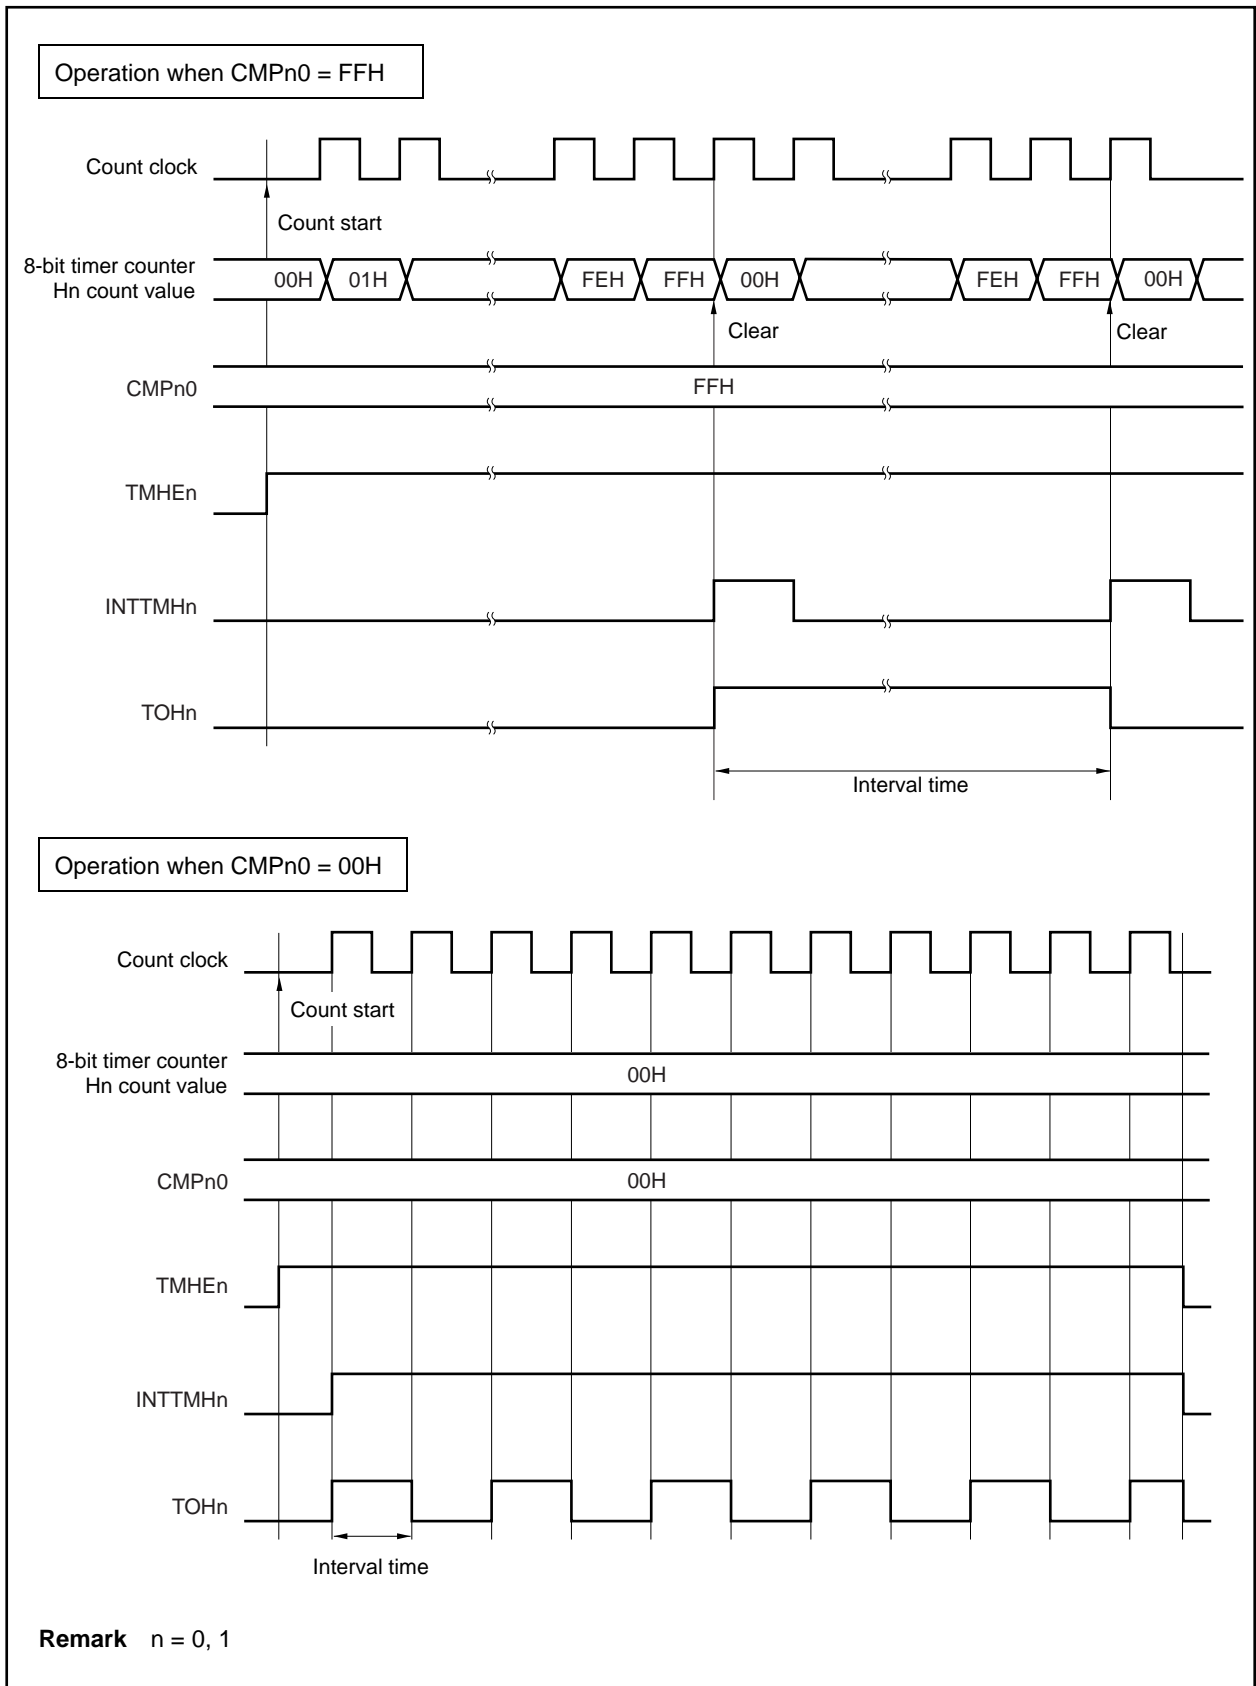 Operation when CMPn0 = FFH
Count clock
Count start
8-bit timer counter
Hn count value
00H 01H FEH FFH 00H FEH FFH 00H
Clear Clear
CMPn0 FFH
TMHEn
INTTMHn
TOHn
Interval time
Operation when CMPn0 = 00H
Count clock
Count start
8-bit timer counter
Hn count value
00H
CMPn0 00H
TMHEn
INTTMHn
TOHn
Interval time
Remark n = 0, 1